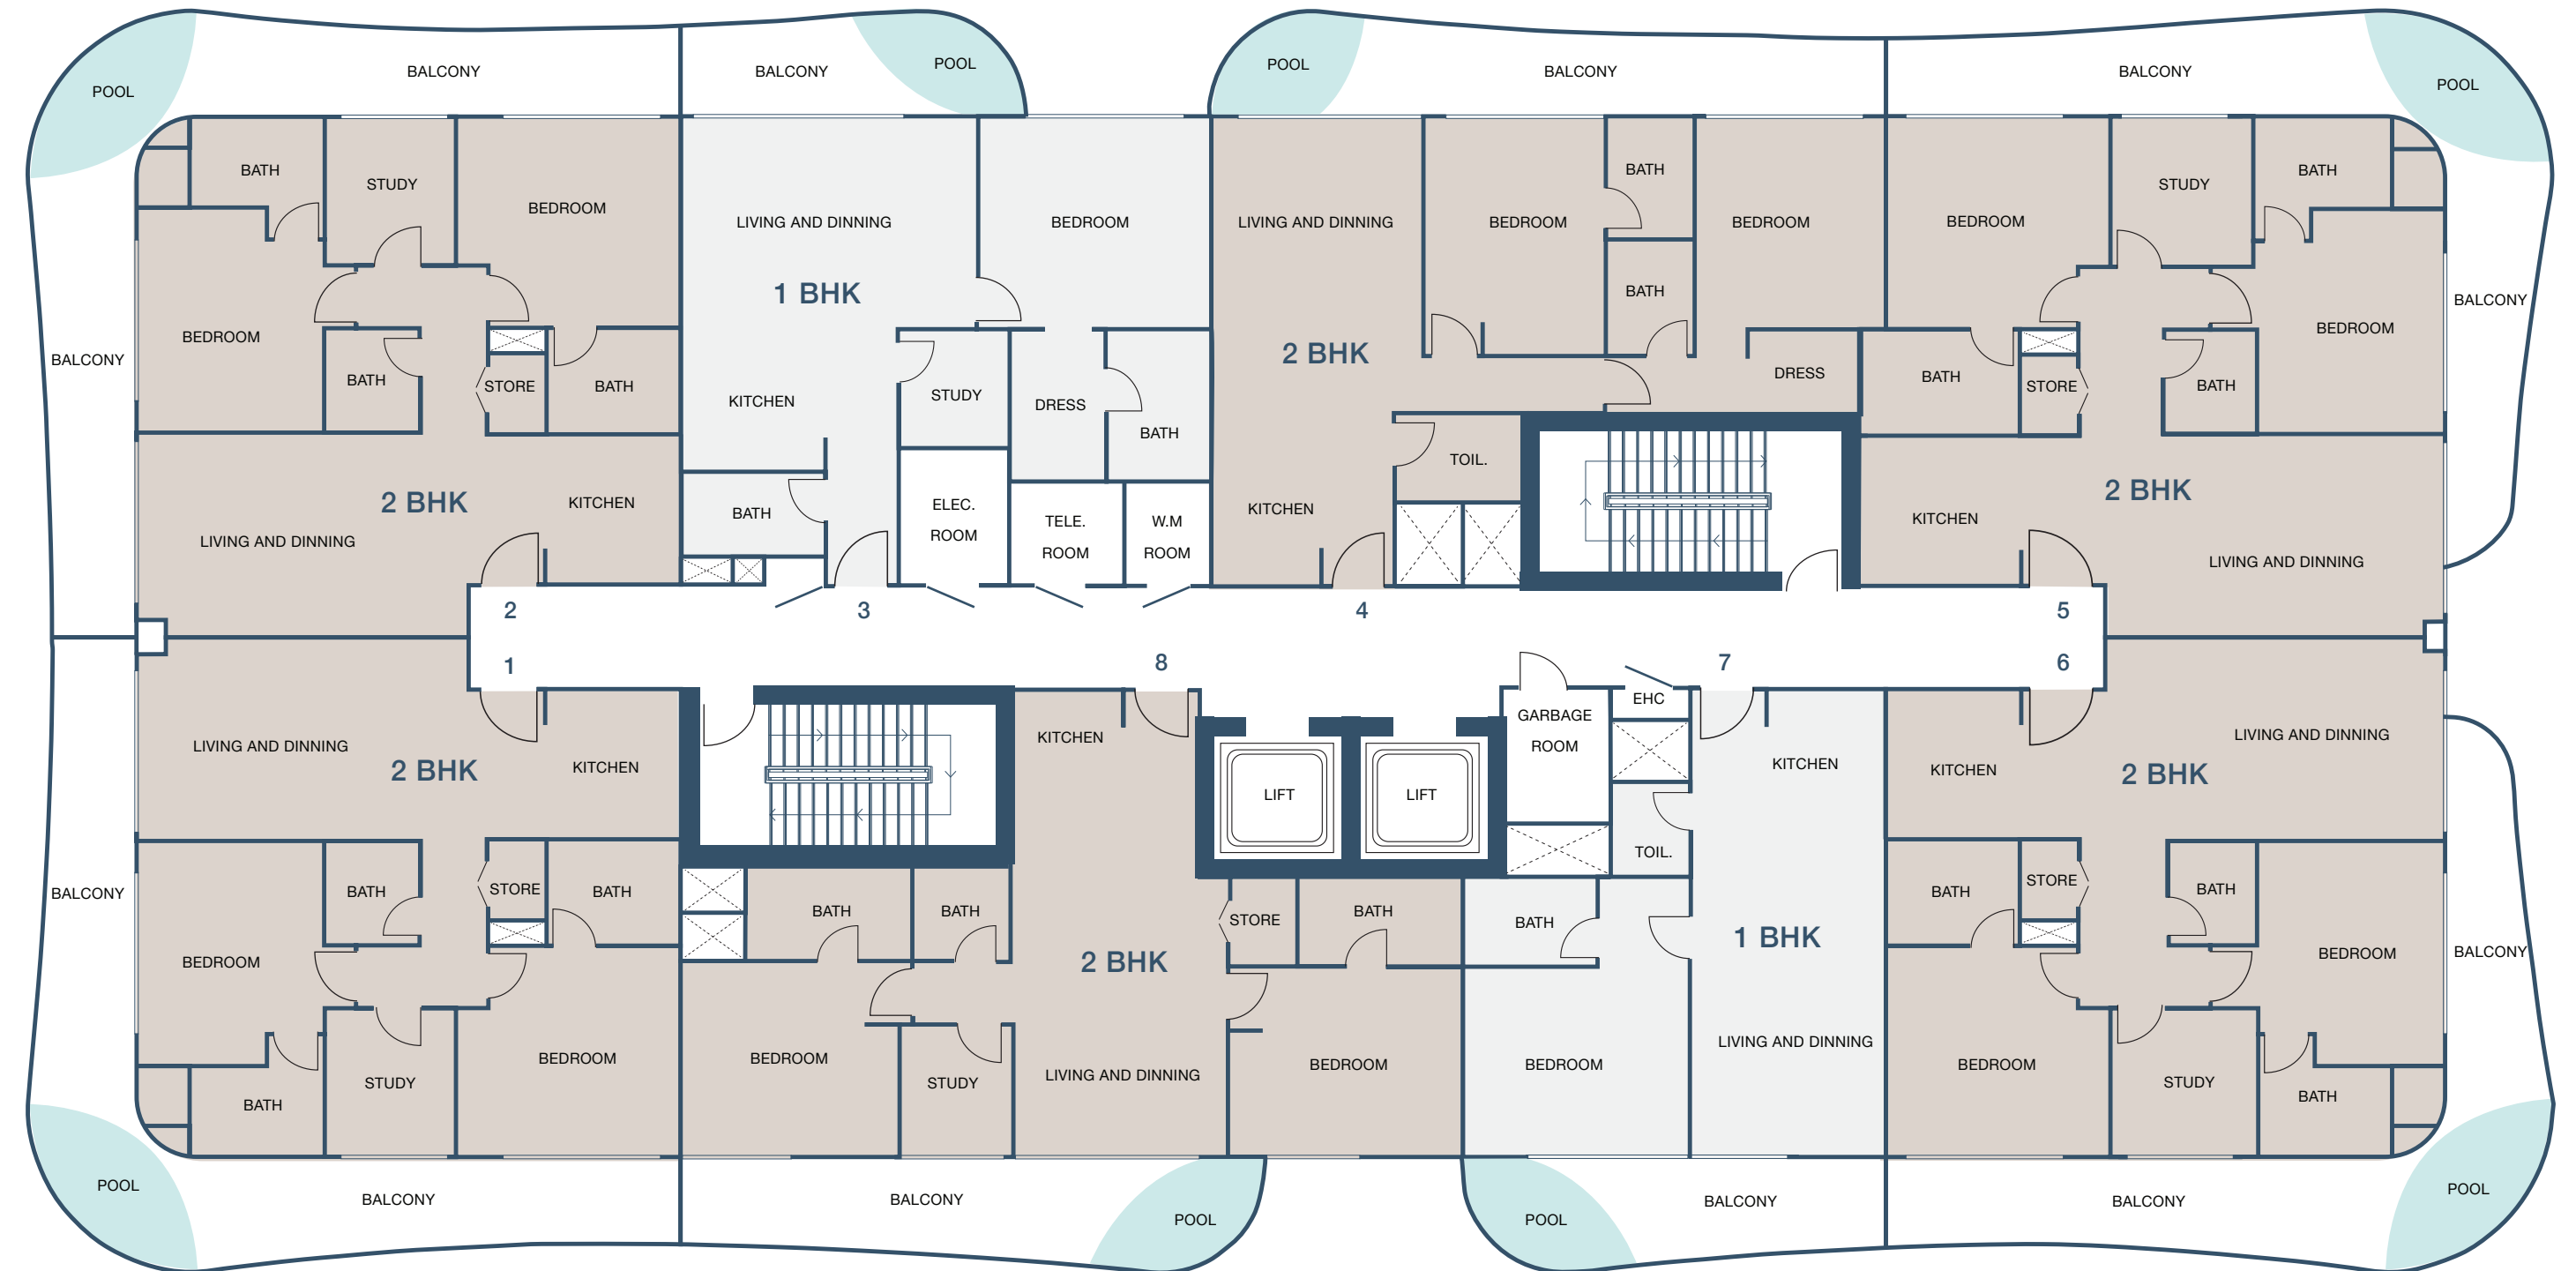 BALCONY
BALCONY
POOL
POOL
BALCONY
BALCONY
POOL
POOL
BATH
STUDY
BEDROOM
LIVING AND DINNING
BEDROOM
1 BHK
LIVING AND DINNING
BEDROOM
BATH
BATH
BEDROOM
BEDROOM
STUDY
BATH
BALCONY
BEDROOM
BALCONY
BEDROOM
BATH
STORE
BATH
KITCHEN
STUDY
DRESS
BATH
2 BHK
DRESS
BATH
STORE
BATH
TOIL.
2 BHK
KITCHEN
LIVING AND DINNING
BATH
ELEC.
ROOM
TELE.
ROOM
W.M
ROOM
KITCHEN
2 BHK
KITCHEN
LIVING AND DINNING
2
3
4
5
1
8
7
6
LIVING AND DINNING
2 BHK
KITCHEN
KITCHEN
LIFT
LIFT
GARBAGE
ROOM
EHC
TOIL.
KITCHEN
KITCHEN
2 BHK
LIVING AND DINNING
BALCONY
BATH
STORE
BATH
BATH
BATH
STORE
BATH
BATH
1 BHK
BATH
STORE
BATH
BEDROOM
2 BHK
BEDROOM
BALCONY
BEDROOM
BEDROOM
LIVING AND DINNING
BEDROOM
BEDROOM
LIVING AND DINNING
BEDROOM
BATH
STUDY
STUDY
STUDY
BATH
POOL
BALCONY
BALCONY
POOL
POOL
BALCONY
BALCONY
POOL